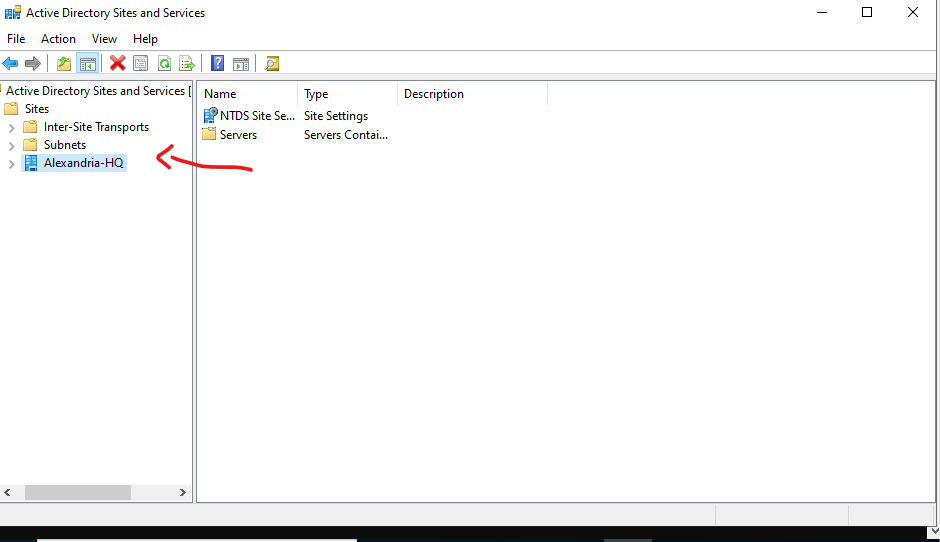 Active Directory Sites and Services
File Action View Help
Active Directory Sites and Services [
Sites
Inter-Site Transports
Subnets
Alexandria-HQ
Name Type Description
NTDS Site Se... Site Settings
Servers Servers Contai...